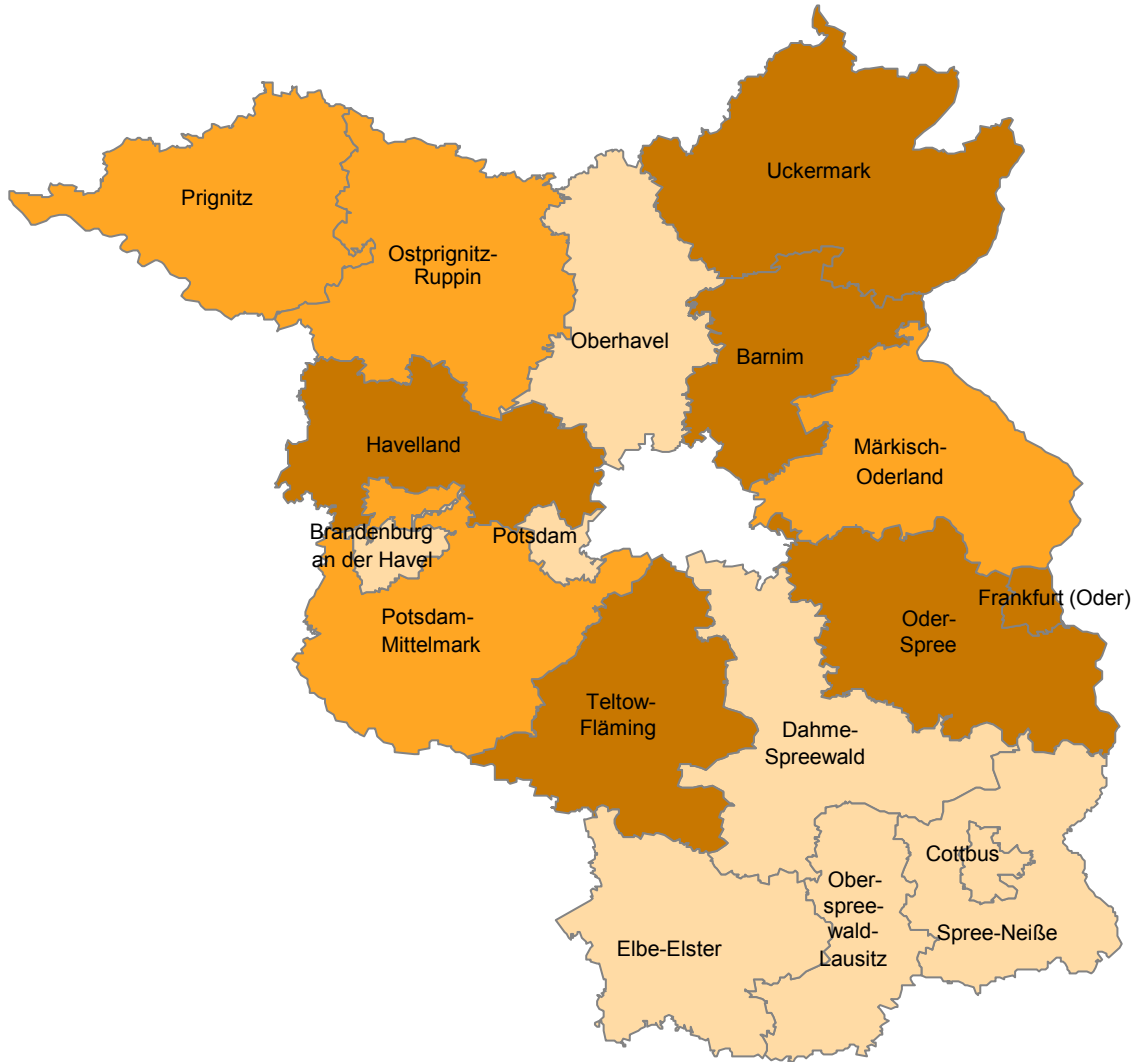 Uckermark
Prignitz
Ostprignitz-
Ruppin
Oberhavel
Barnim
Havelland
Märkisch-
Oderland
Brandenburg
an der Havel
Potsdam
Frankfurt (Oder)
Potsdam-
Mittelmark
Oder-
Spree
Teltow-
Fläming
Dahme-
Spreewald
Cottbus
Ober-
spree-
wald-
Lausitz
Spree-Neiße
Elbe-Elster